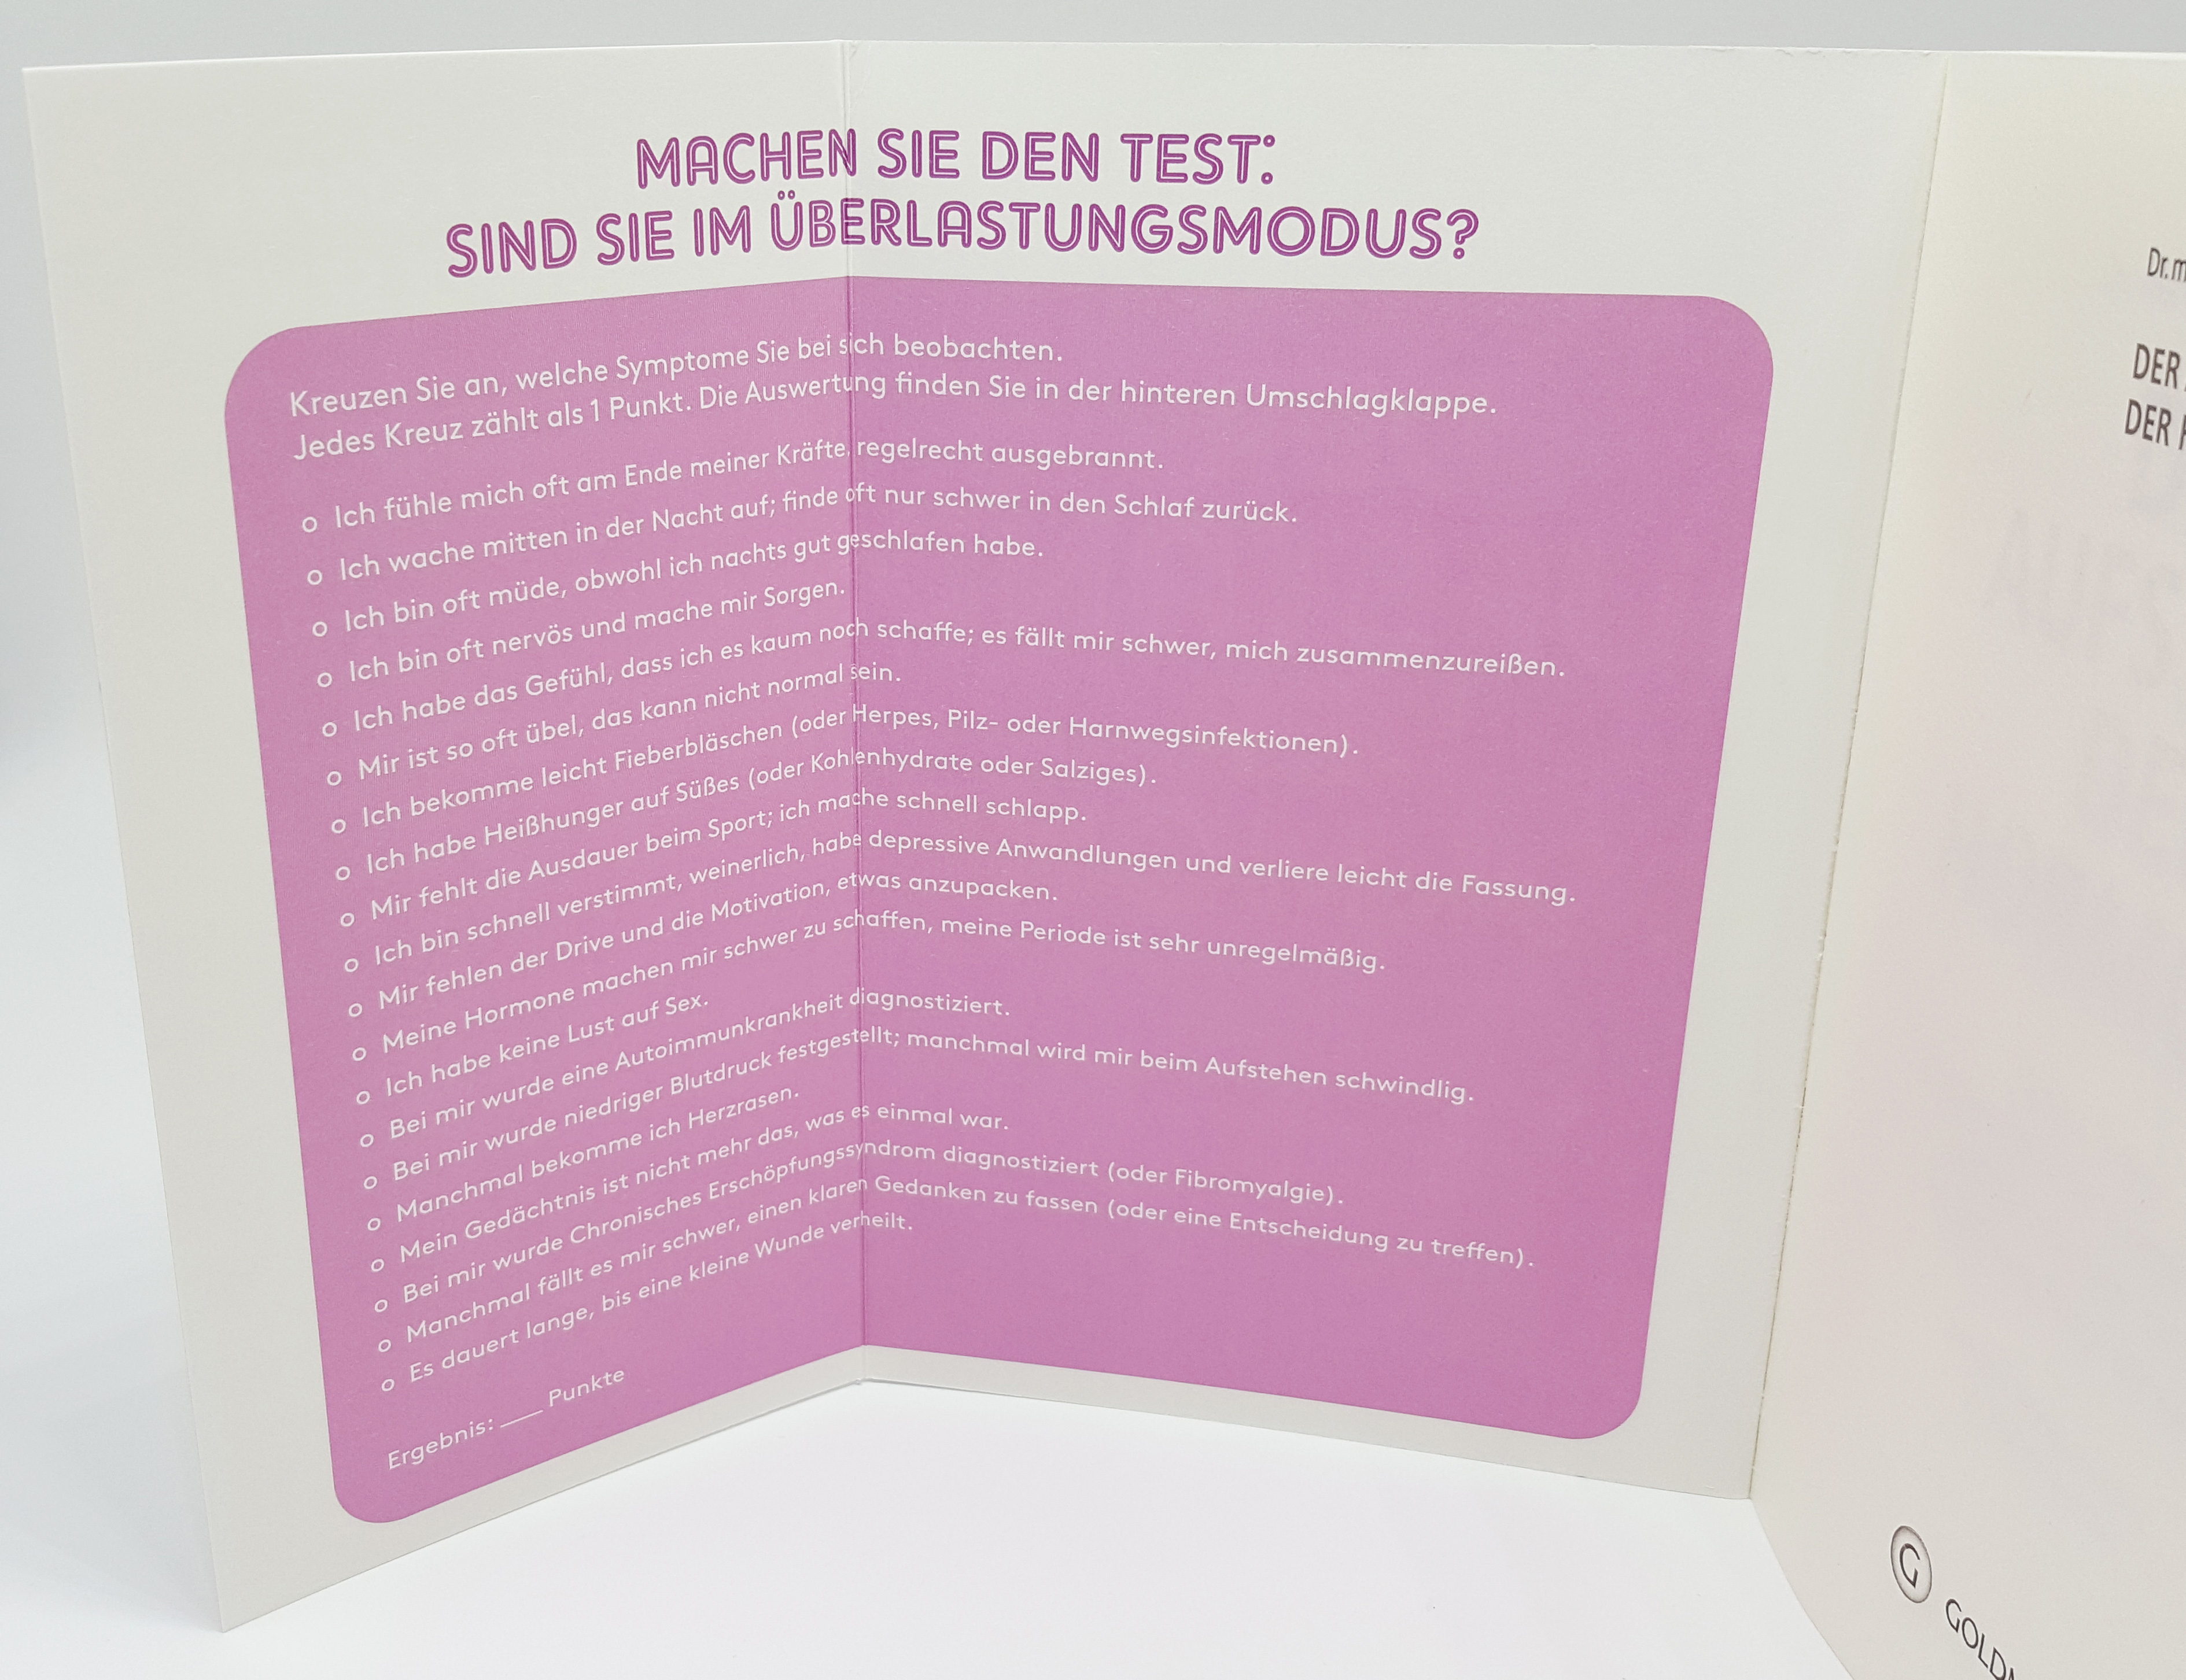 MACHEN SIE DEN TEST:
SIND SIE IM ÜBERLASTUNGSMODUS?
Kreuzen Sie an, welche Symptome Sie bei sich beobachten.
Jedes Kreuz zählt als 1 Punkt. Die Auswertung finden Sie in der hinteren Umschlagklappe.
o Ich fühle mich oft am Ende meiner Kräfte, regelrecht ausgebrannt.
o Ich wache mitten in der Nacht auf; finde oft nur schwer in den Schlaf zurück.
o Ich bin oft müde, obwohl ich nachts gut geschlafen habe.
o Ich bin oft nervös und mache mir Sorgen.
o Ich habe das Gefühl, dass ich es kaum noch schaffe; es fällt mir schwer, mich zusammenzureißen.
o Mir ist so oft übel, das kann nicht normal sein.
o Ich bekomme leicht Fieberbläschen (oder Herpes, Pilz- oder Harnwegsinfektionen).
o Ich habe Heißhunger auf Süßes (oder Kohlenhydrate oder Salziges).
o Mir fehlt die Ausdauer beim Sport; ich mache schnell schlapp.
o Ich bin schnell verstimmt, weinerlich, habe depressive Anwandlungen und verliere leicht die Fassung.
o Mir fehlen der Drive und die Motivation, etwas anzupacken.
o Meine Hormone machen mir schwer zu schaffen, meine Periode ist sehr unregelmäßig.
o Ich habe keine Lust auf Sex.
o Bei mir wurde eine Autoimmunkrankheit diagnostiziert.
o Bei mir wurde niedriger Blutdruck festgestellt; manchmal wird mir beim Aufstehen schwindlig.
o Manchmal bekomme ich Herzrasen.
o Mein Gedächtnis ist nicht mehr das, was es einmal war.
o Bei mir wurde Chronisches Erschöpfungssyndrom diagnostiziert (oder Fibromyalgie).
o Manchmal fällt es mir schwer, einen klaren Gedanken zu fassen (oder eine Entscheidung zu treffen).
o Es dauert lange, bis eine kleine Wunde verheilt.
Ergebnis: ___ Punkte
Dr. m
DER
DER
G GOLD